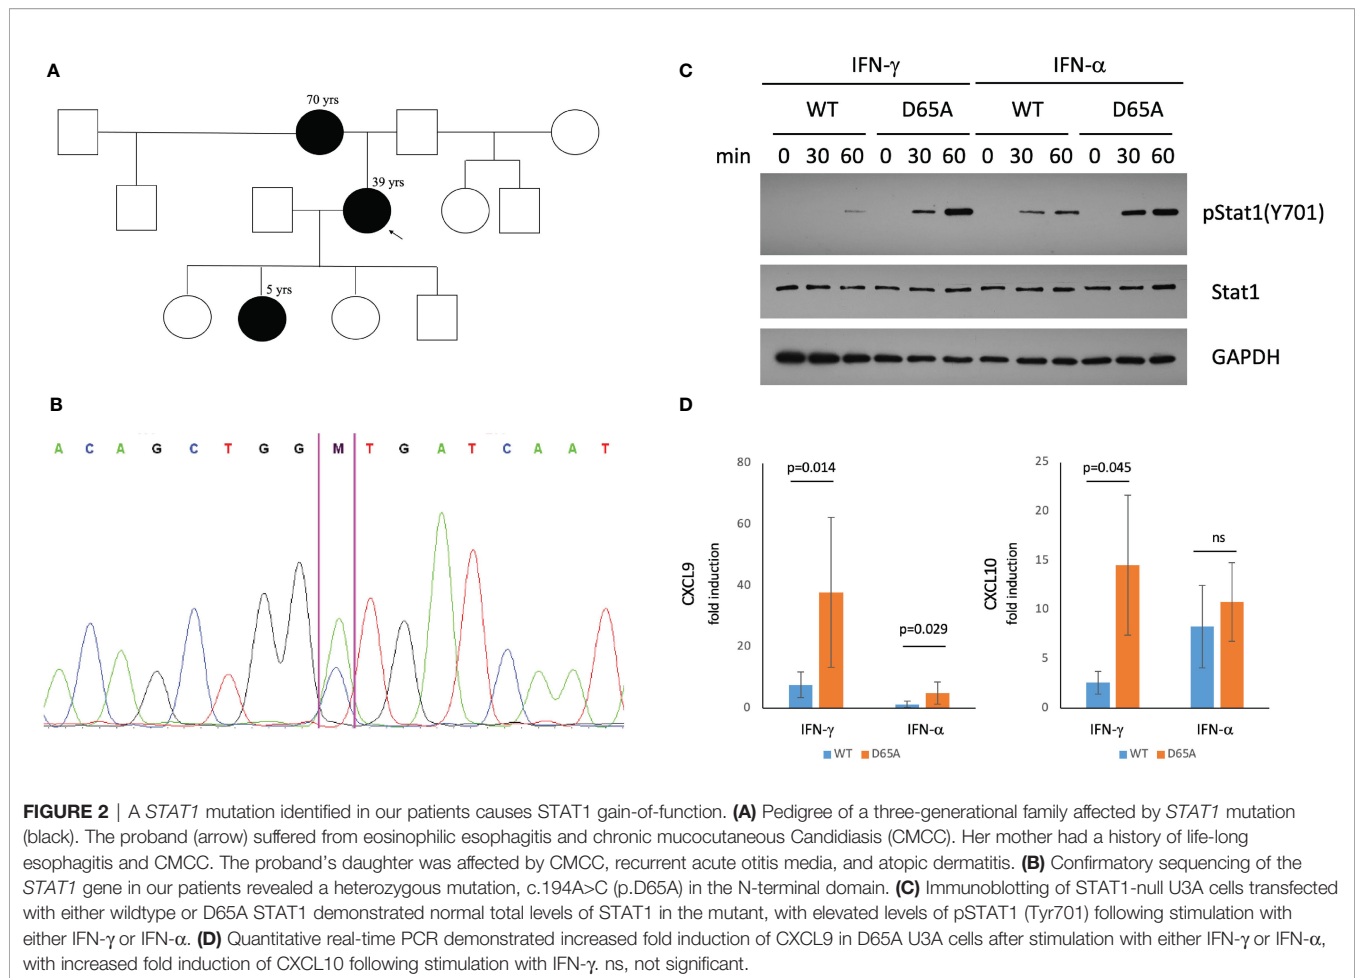 A
70 yrs
39 yrs
5 yrs
B
A C A G C T G G M T G A T C A A T
C
IFN-γ IFN-α
WT D65A WT D65A
min 0 30 60 0 30 60 0 30 60 0 30 60
pStat1(Y701)
Stat1
GAPDH
D
CXCL9
fold induction
80
60
40
20
0
p=0.014
p=0.029
IFN-γ IFN-α
WT D65A
CXCL10
fold induction
25
20
15
10
5
0
p=0.045
ns
IFN-γ IFN-α
WT D65A
FIGURE 2 | A STAT1 mutation identified in our patients causes STAT1 gain-of-function. (A) Pedigree of a three-generational family affected by STAT1 mutation
(black). The proband (arrow) suffered from eosinophilic esophagitis and chronic mucocutaneous Candidiasis (CMCC). Her mother had a history of life-long
esophagitis and CMCC. The proband's daughter was affected by CMCC, recurrent acute otitis media, and atopic dermatitis. (B) Confirmatory sequencing of the
STAT1 gene in our patients revealed a heterozygous mutation, c.194A>C (p.D65A) in the N-terminal domain. (C) Immunoblotting of STAT1-null U3A cells transfected
with either wildtype or D65A STAT1 demonstrated normal total levels of STAT1 in the mutant, with elevated levels of pSTAT1 (Tyr701) following stimulation with
either IFN-γ or IFN-α. (D) Quantitative real-time PCR demonstrated increased fold induction of CXCL9 in D65A U3A cells after stimulation with either IFN-γ or IFN-α,
with increased fold induction of CXCL10 following stimulation with IFN-γ. ns, not significant.